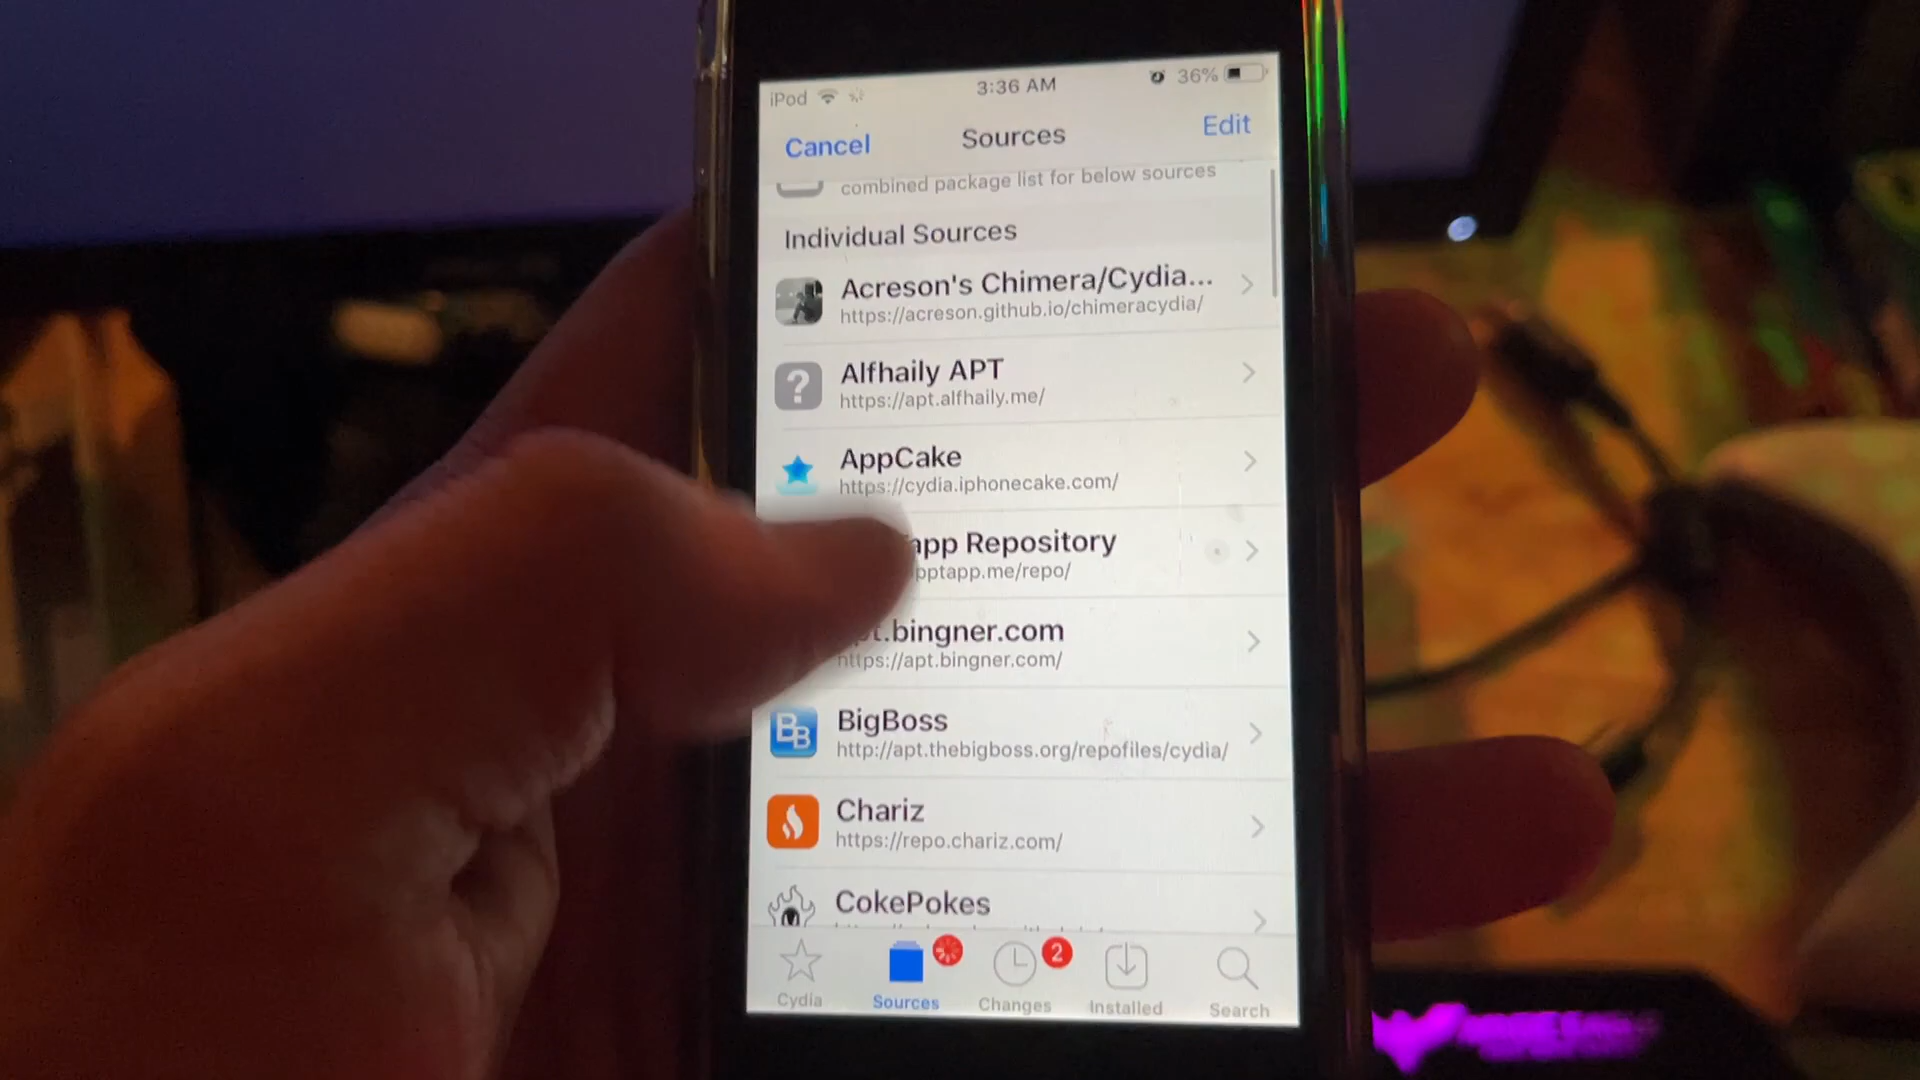 iPod 3:36 AM 36%
Cancel Sources Edit
combined package list for below sources
Individual Sources
Acreson's Chimera/Cydia...
https://acreson.github.io/chimeracydia/
?
Alfhaily APT
https://apt.alfhaily.me/
AppCake
https://cydia.iphonecake.com/
app Repository
pptapp.me/repo/
.bingner.com
https://apt.bingner.com/
BB
BigBoss
http://apt.thebigboss.org/repofiles/cydia/
Chariz
https://repo.chariz.com/
CokePokes
2
Cydia Sources Changes Installed Search